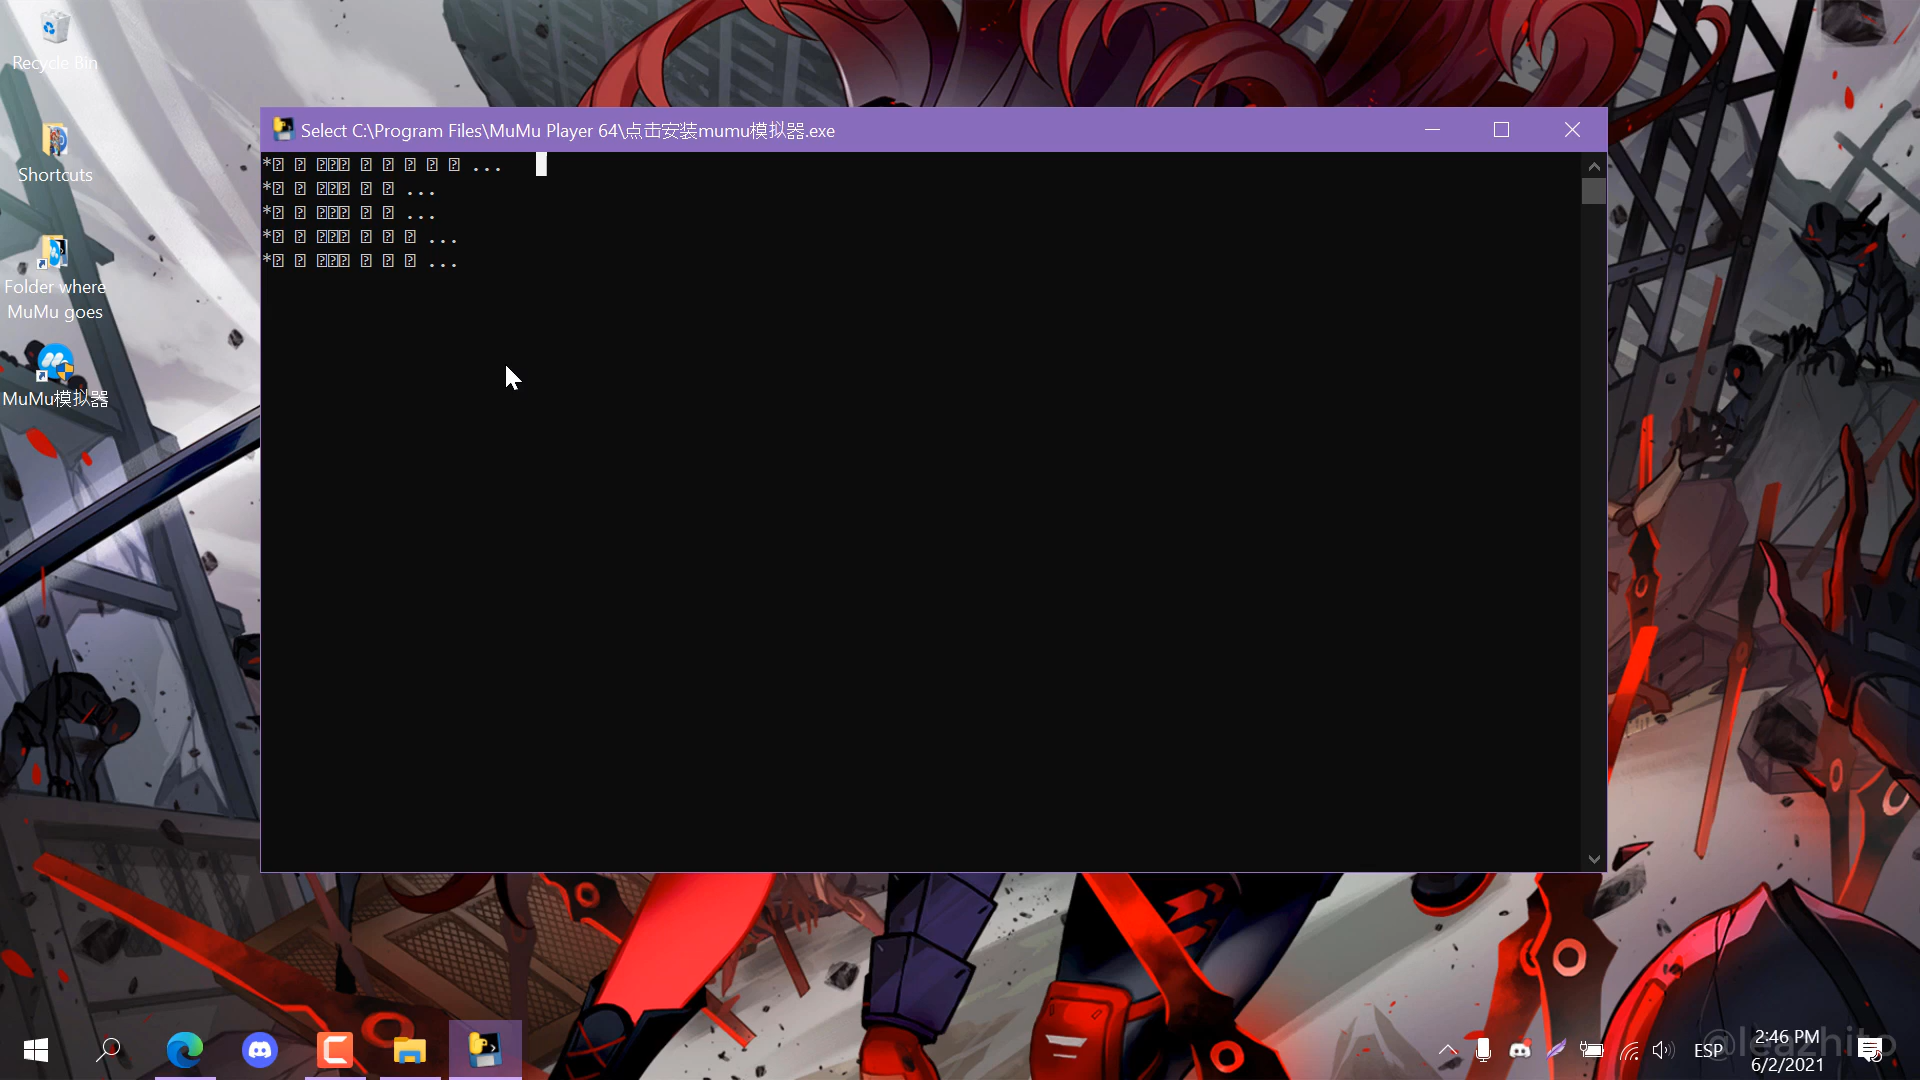 Recycle Bin
Shortcuts
Folder where
MuMu goes
MuMu模拟器
Select C:\Program Files\MuMu Player 64\点击安装mumu模拟器.exe
*⍰ ⍰ ⍰⍰⍰ ⍰ ⍰ ⍰ ⍰ ⍰ ...
*⍰ ⍰ ⍰⍰⍰ ⍰ ⍰ ...
*⍰ ⍰ ⍰⍰⍰ ⍰ ⍰ ...
*⍰ ⍰ ⍰⍰⍰ ⍰ ⍰ ⍰ ...
*⍰ ⍰ ⍰⍰⍰ ⍰ ⍰ ⍰ ...
ESP
2:46 PM
6/2/2021
@leazhito